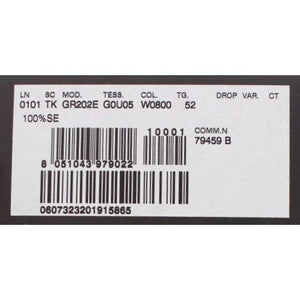 LN SC MOD. TESS. COL. TG. DROP VAR. CT
0101 TK GR202E G0U05 W0800 52
100%SE
10001 COMM.N
79459 B
8 051043 979022
0607323201915865